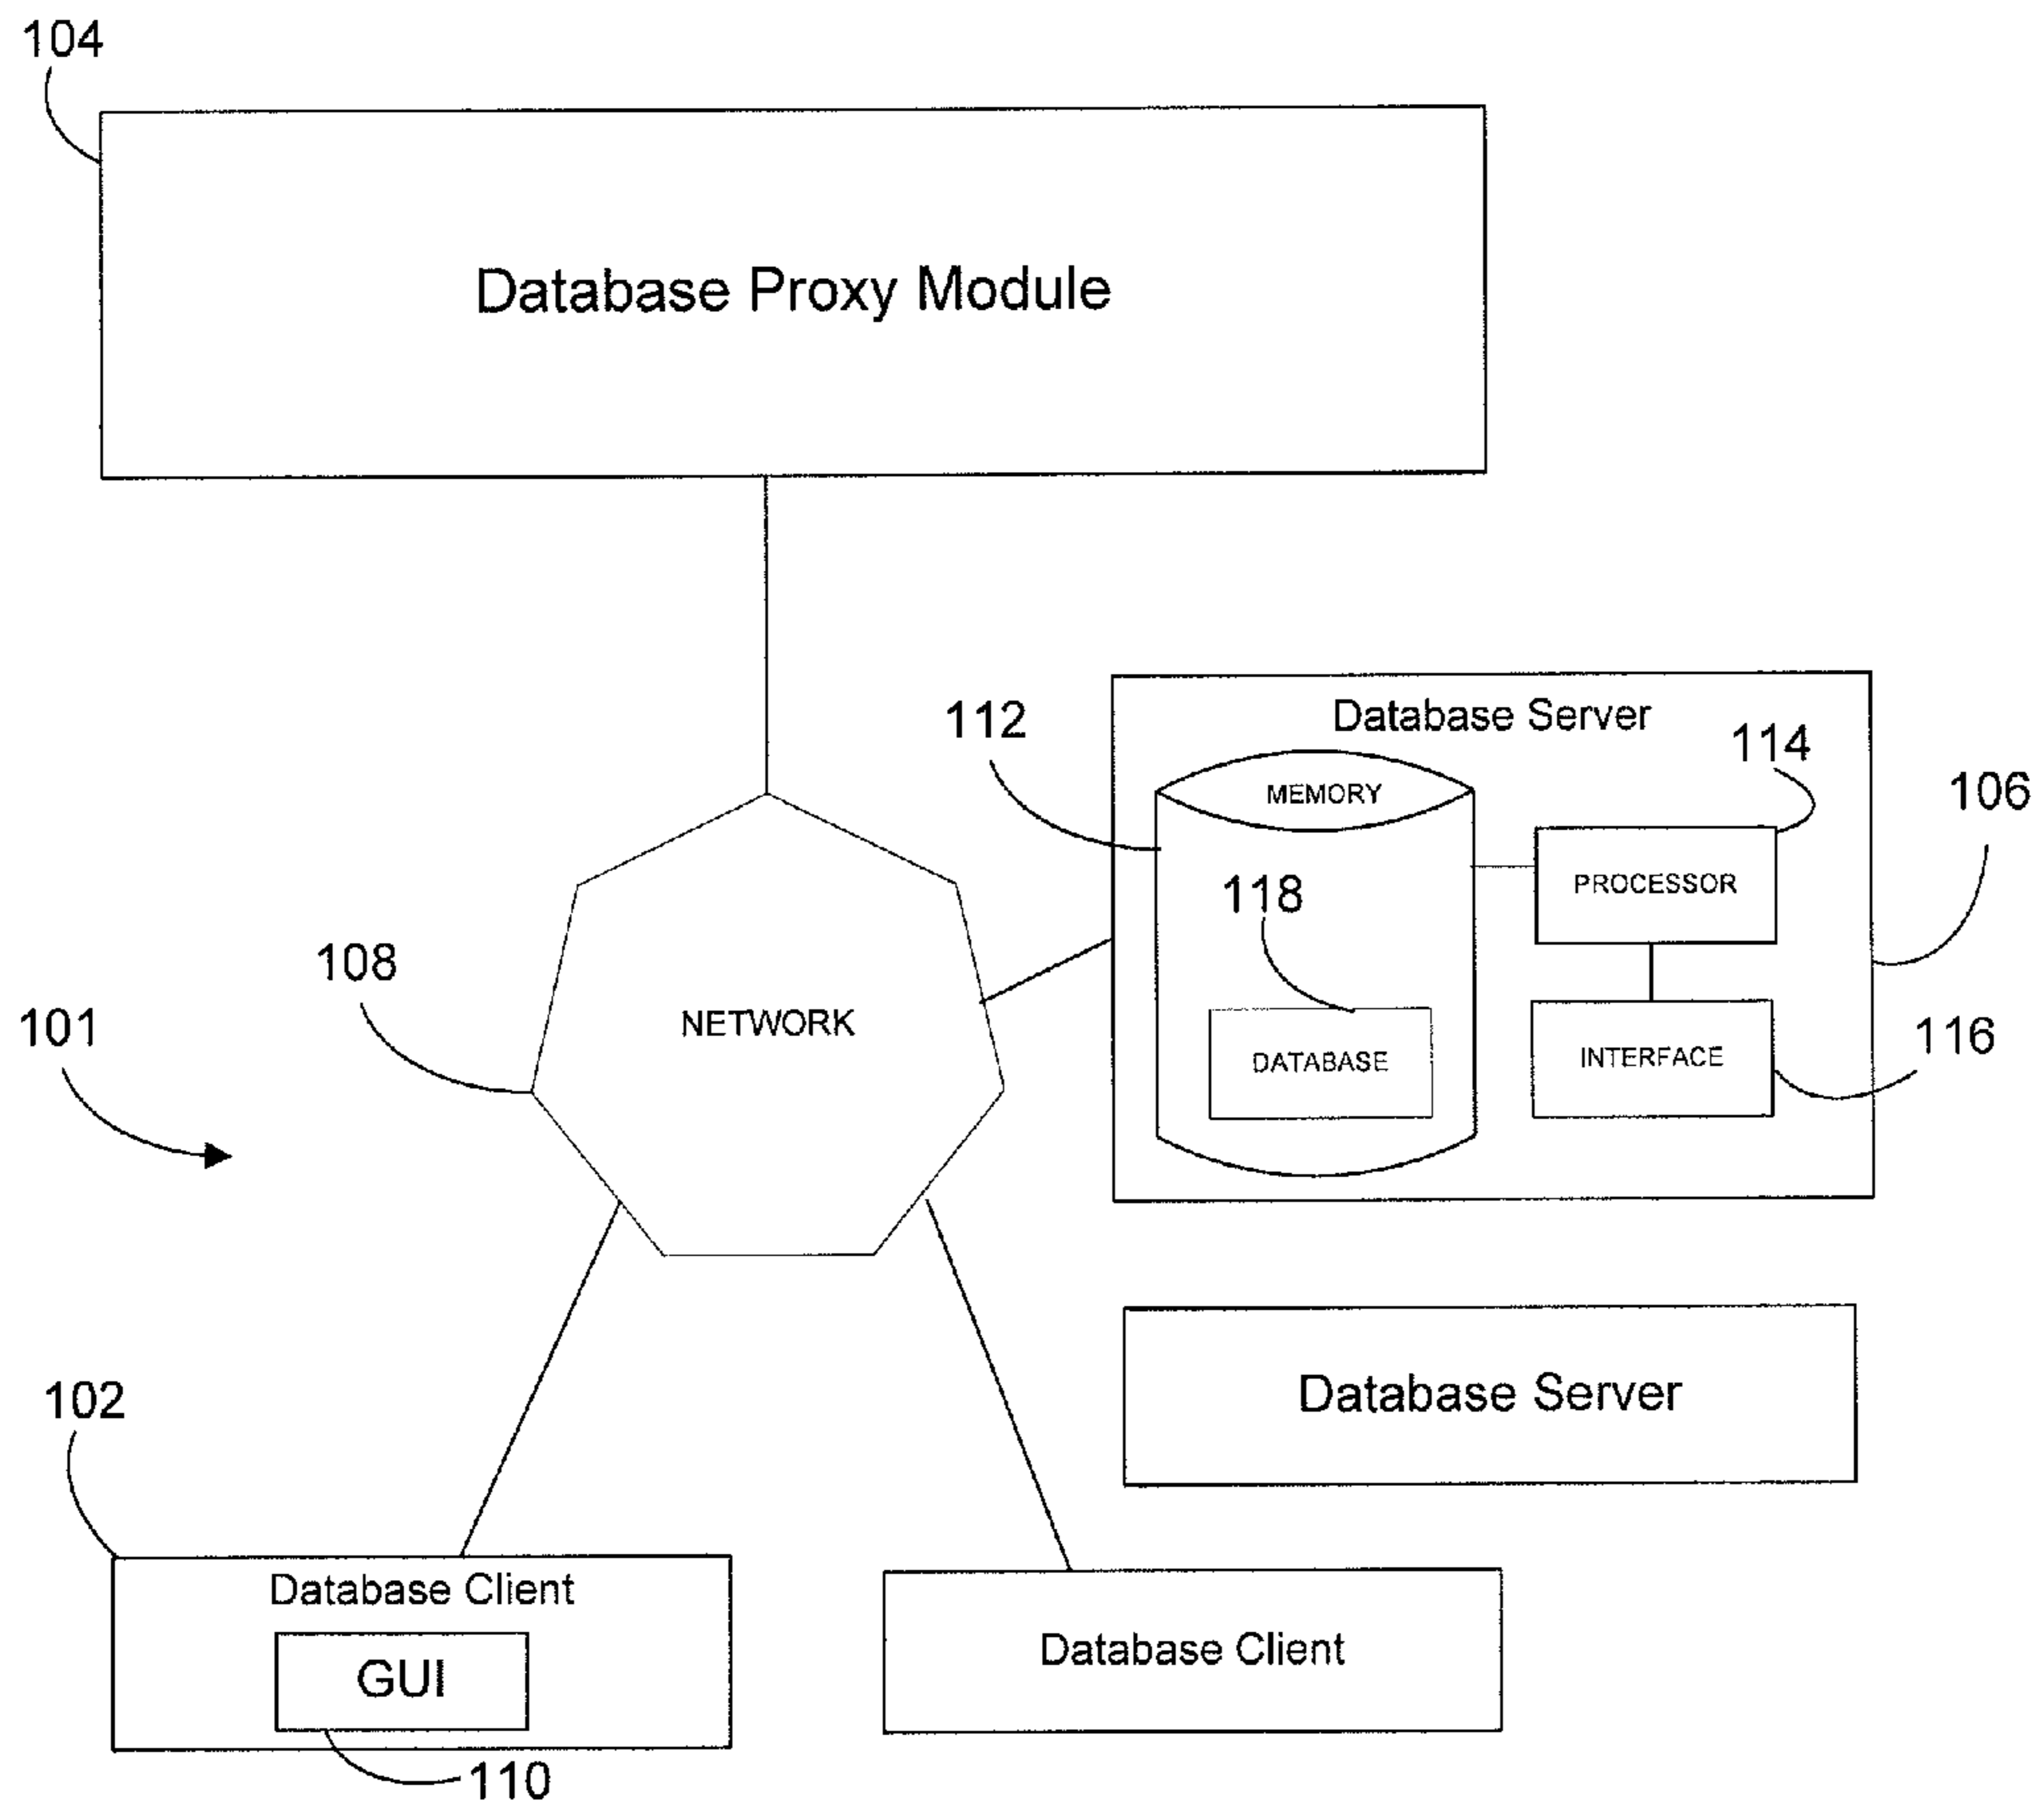 104
Database Proxy Module
112
Database Server
114
106
MEMORY
PROCESSOR
118
108
NETWORK
101
DATABASE
INTERFACE
116
Database Server
102
Database Client
GUI
110
Database Client